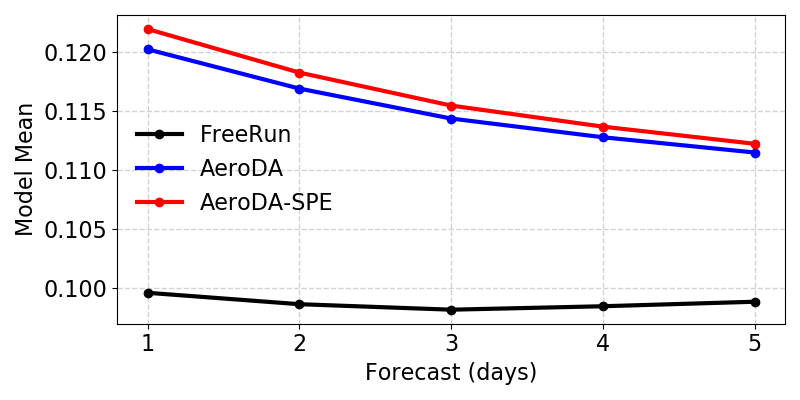 0.120
0.115
0.110
0.105
0.100
Model Mean
FreeRun
AeroDA
AeroDA-SPE
1 2 3 4 5
Forecast (days)